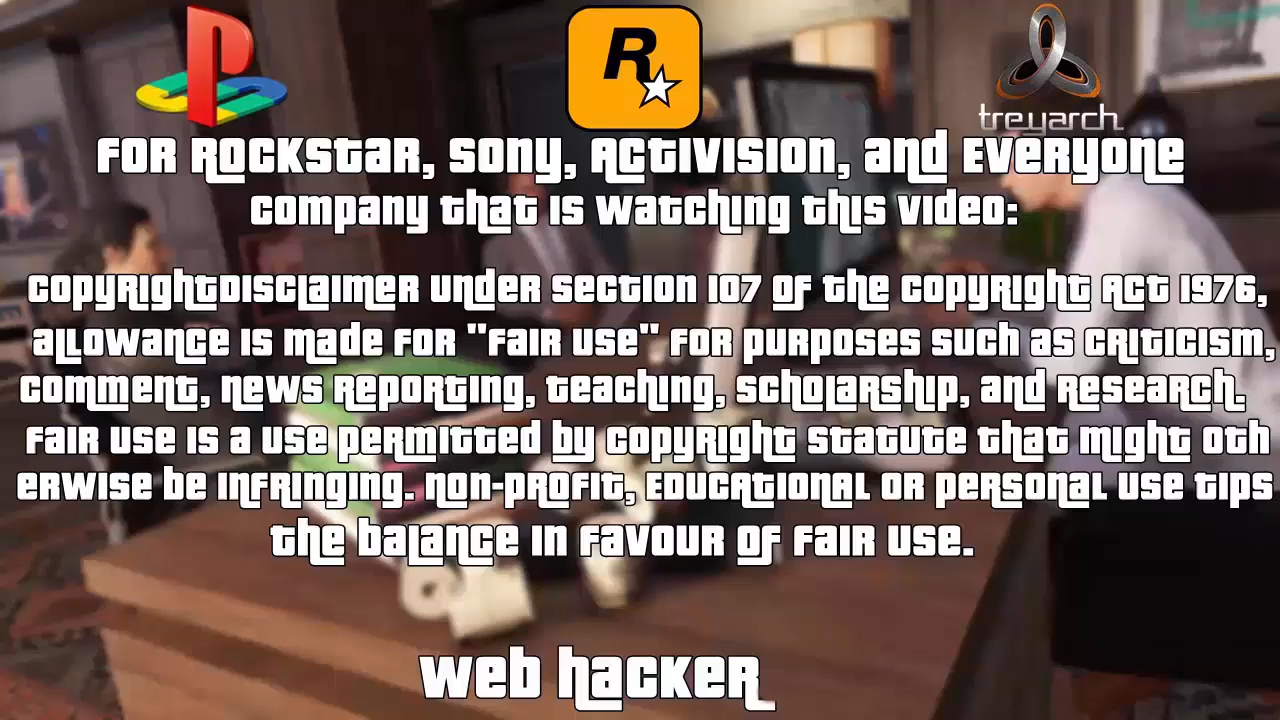 R
treyarch
FOR ROCKSTAR, SONY, ACTIVISION, AND EVERYONE
COMPANY THAT IS WATCHING THIS VIDEO:
COPYRIGHTDISCLAIMER UNDER SECTION 107 OF THE COPYRIGHT ACT 1976,
ALLOWANCE IS MADE FOR "FAIR USE" FOR PURPOSES SUCH AS CRITICISM,
COMMENT, NEWS REPORTING, TEACHING, SCHOLARSHIP, AND RESEARCH.
FAIR USE IS A USE PERMITTED BY COPYRIGHT STATUTE THAT MIGHT OTH
ERWISE BE INFRINGING. NON-PROFIT, EDUCATIONAL OR PERSONAL USE TIPS
THE BALANCE IN FAVOUR OF FAIR USE.
WEB HACKER